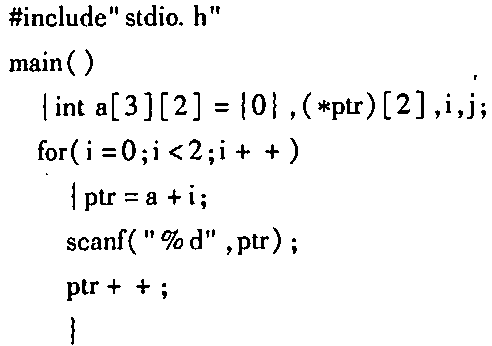 #include" stdio. h"
main( )
{int a[3][2] = {0} ,(*ptr)[2] ,i,j;
for( i =0;i <2;i + + )
{ptr = a + i;
scanf( "%d" ,ptr) ;
ptr + + ;
}